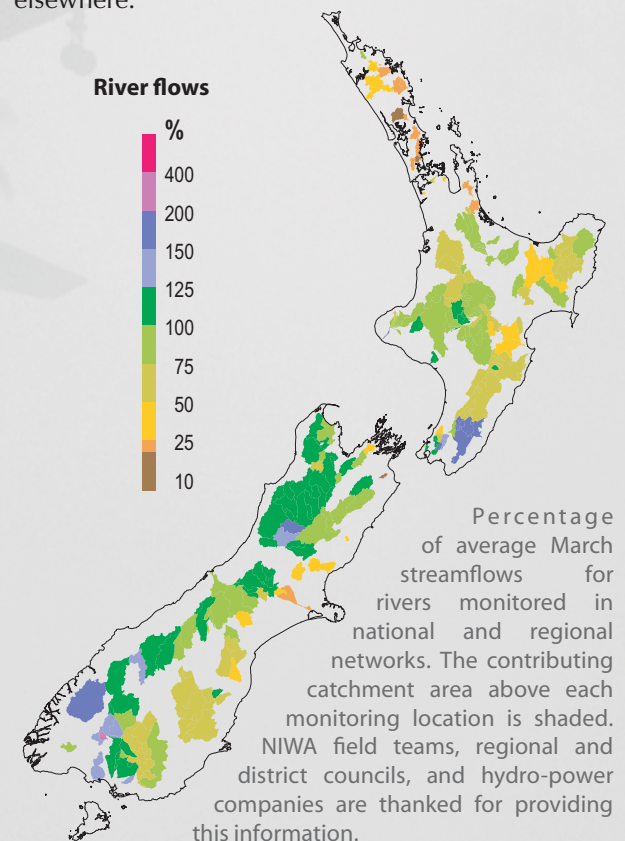 elsewhere.
River flows
%
400
200
150
125
100
75
50
25
10
Percentage
of average March
streamflows for
rivers monitored in
national and regional
networks. The contributing
catchment area above each
monitoring location is shaded.
NIWA field teams, regional and
district councils, and hydro-power
companies are thanked for providing
this information.